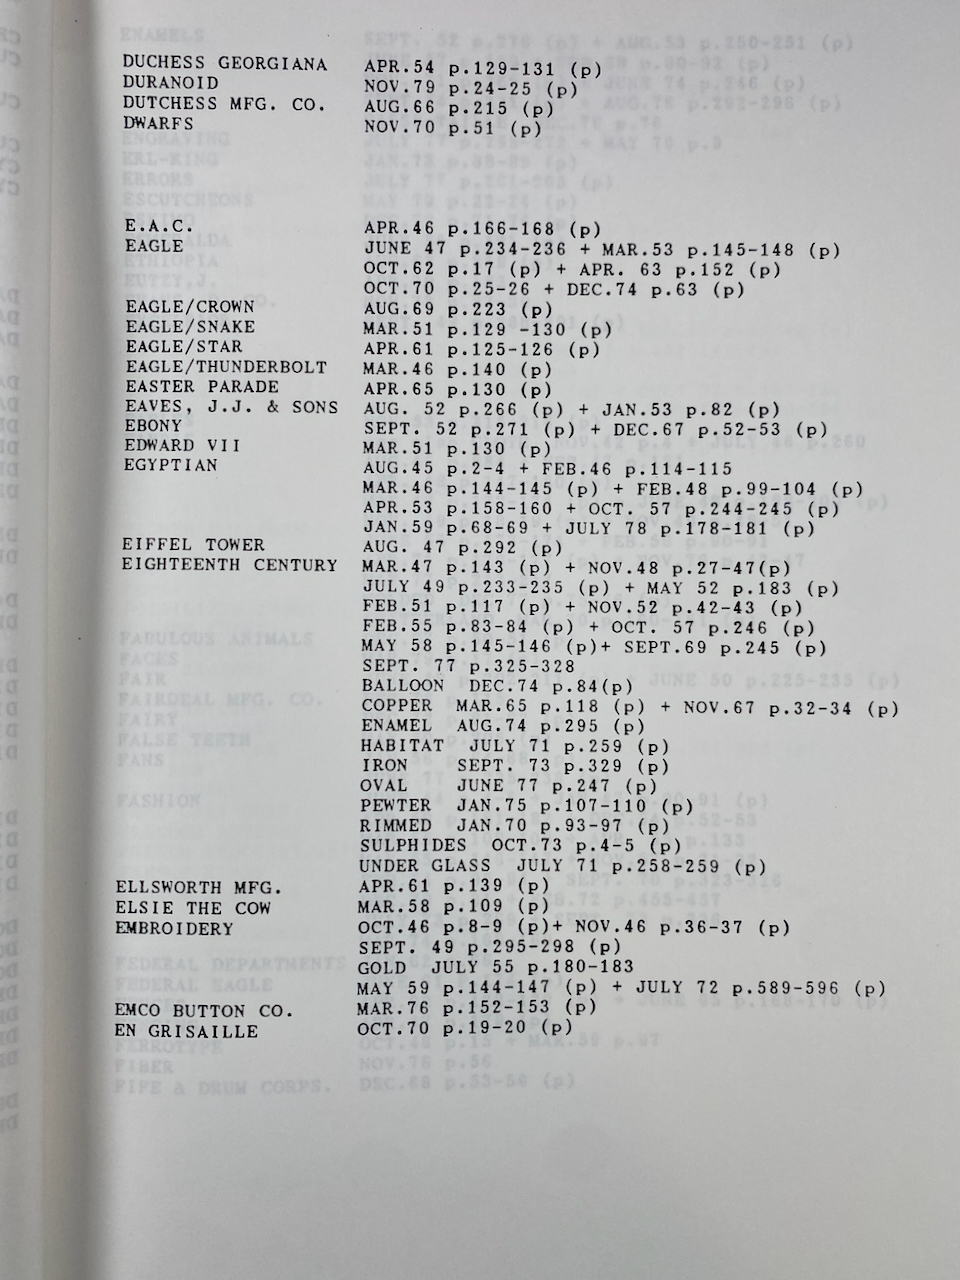 DUCHESS GEORGIANA APR.54 p.129-131 (p)
DURANOID NOV.79 p.24-25 (p)
DUTCHESS MFG. CO. AUG.66 p.215 (p)
DWARFS NOV.70 p.51 (p)
E.A.C. APR.46 p.166-168 (p)
EAGLE JUNE 47 p.234-236 + MAR.53 p.145-148 (p)
OCT.62 p.17 (p) + APR. 63 p.152 (p)
OCT.70 p.25-26 + DEC.74 p.63 (p)
EAGLE/CROWN AUG.69 p.223 (p)
EAGLE/SNAKE MAR.51 p.129 -130 (p)
EAGLE/STAR APR.61 p.125-126 (p)
EAGLE/THUNDERBOLT MAR.46 p.140 (p)
EASTER PARADE APR.65 p.130 (p)
EAVES, J.J. & SONS AUG. 52 p.266 (p) + JAN.53 p.82 (p)
EBONY SEPT. 52 p.271 (p) + DEC.67 p.52-53 (p)
EDWARD VII MAR.51 p.130 (p)
EGYPTIAN AUG.45 p.2-4 + FEB.46 p.114-115
MAR.46 p.144-145 (p) + FEB.48 p.99-104 (p)
APR.53 p.158-160 + OCT. 57 p.244-245 (p)
JAN.59 p.68-69 + JULY 78 p.178-181 (p)
EIFFEL TOWER AUG. 47 p.292 (p)
EIGHTEENTH CENTURY MAR.47 p.143 (p) + NOV.48 p.27-47(p)
JULY 49 p.233-235 (p) + MAY 52 p.183 (p)
FEB.51 p.117 (p) + NOV.52 p.42-43 (p)
FEB.55 p.83-84 (p) + OCT. 57 p.246 (p)
MAY 58 p.145-146 (p)+ SEPT.69 p.245 (p)
SEPT. 77 p.325-328
BALLOON DEC.74 p.84(p)
COPPER MAR.65 p.118 (p) + NOV.67 p.32-34 (p)
ENAMEL AUG.74 p.295 (p)
HABITAT JULY 71 p.259 (p)
IRON SEPT. 73 p.329 (p)
OVAL JUNE 77 p.247 (p)
PEWTER JAN.75 p.107-110 (p)
RIMMED JAN.70 p.93-97 (p)
SULPHIDES OCT.73 p.4-5 (p)
UNDER GLASS JULY 71 p.258-259 (p)
ELLSWORTH MFG. APR.61 p.139 (p)
ELSIE THE COW MAR.58 p.109 (p)
EMBROIDERY OCT.46 p.8-9 (p)+ NOV.46 p.36-37 (p)
SEPT. 49 p.295-298 (p)
GOLD JULY 55 p.180-183
MAY 59 p.144-147 (p) + JULY 72 p.589-596 (p)
EMCO BUTTON CO. MAR.76 p.152-153 (p)
EN GRISAILLE OCT.70 p.19-20 (p)